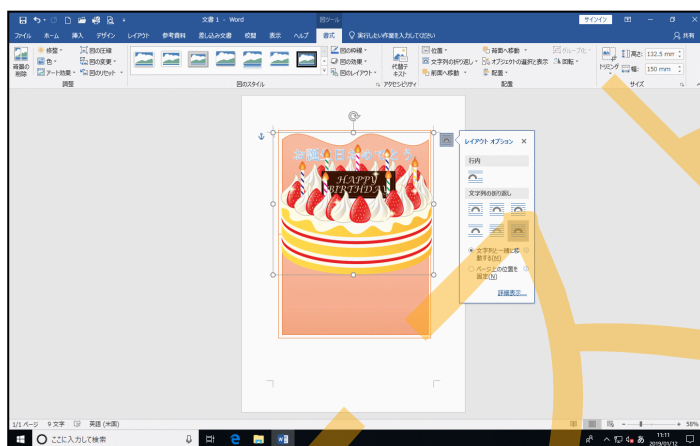 文書 1 - Word
図ツール
サインイン
ファイル ホーム 挿入 デザイン レイアウト 参考資料 差し込み文書 校閲 表示 ヘルプ 書式 実行したい作業を入力してください 共有
背景の削除
修整
色
アート効果
図の圧縮
図の変更
図のリセット
調整
図のスタイル
図の枠線
図の効果
図のレイアウト
代替テキスト
アクセシビリティ
位置
文字列の折り返し
前面へ移動
背面へ移動
オブジェクトの選択と表示
配置
グループ化
回転
配置
トリミング
高さ: 132.5 mm
幅: 150 mm
サイズ
お誕生日おめでとう
HAPPY
BIRTHDAY
レイアウト オプション ×
行内
文字列の折り返し
文字列と一緒に移
動する(M)
ページ上の位置を
固定(N)
詳細表示...
1/1 ページ 9 文字 英語 (米国)
58%
ここに入力して検索
あ
11:11
2019/01/12